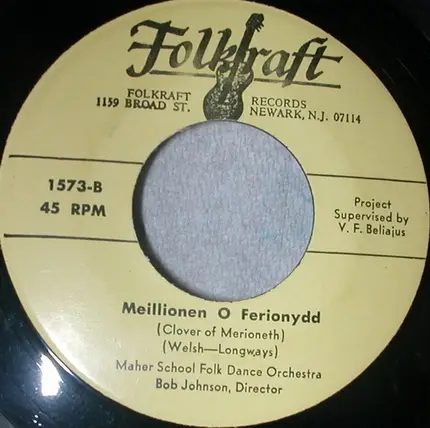 Folkraft
FOLKRAFT RECORDS
1159 BROAD ST. NEWARK, N.J. 07114
1573-B
45 RPM
Project
Supervised by
V. F. Beliajus
Meillionen O Ferionydd
(Clover of Merioneth)
(Welsh—Longways)
Maher School Folk Dance Orchestra
Bob Johnson, Director